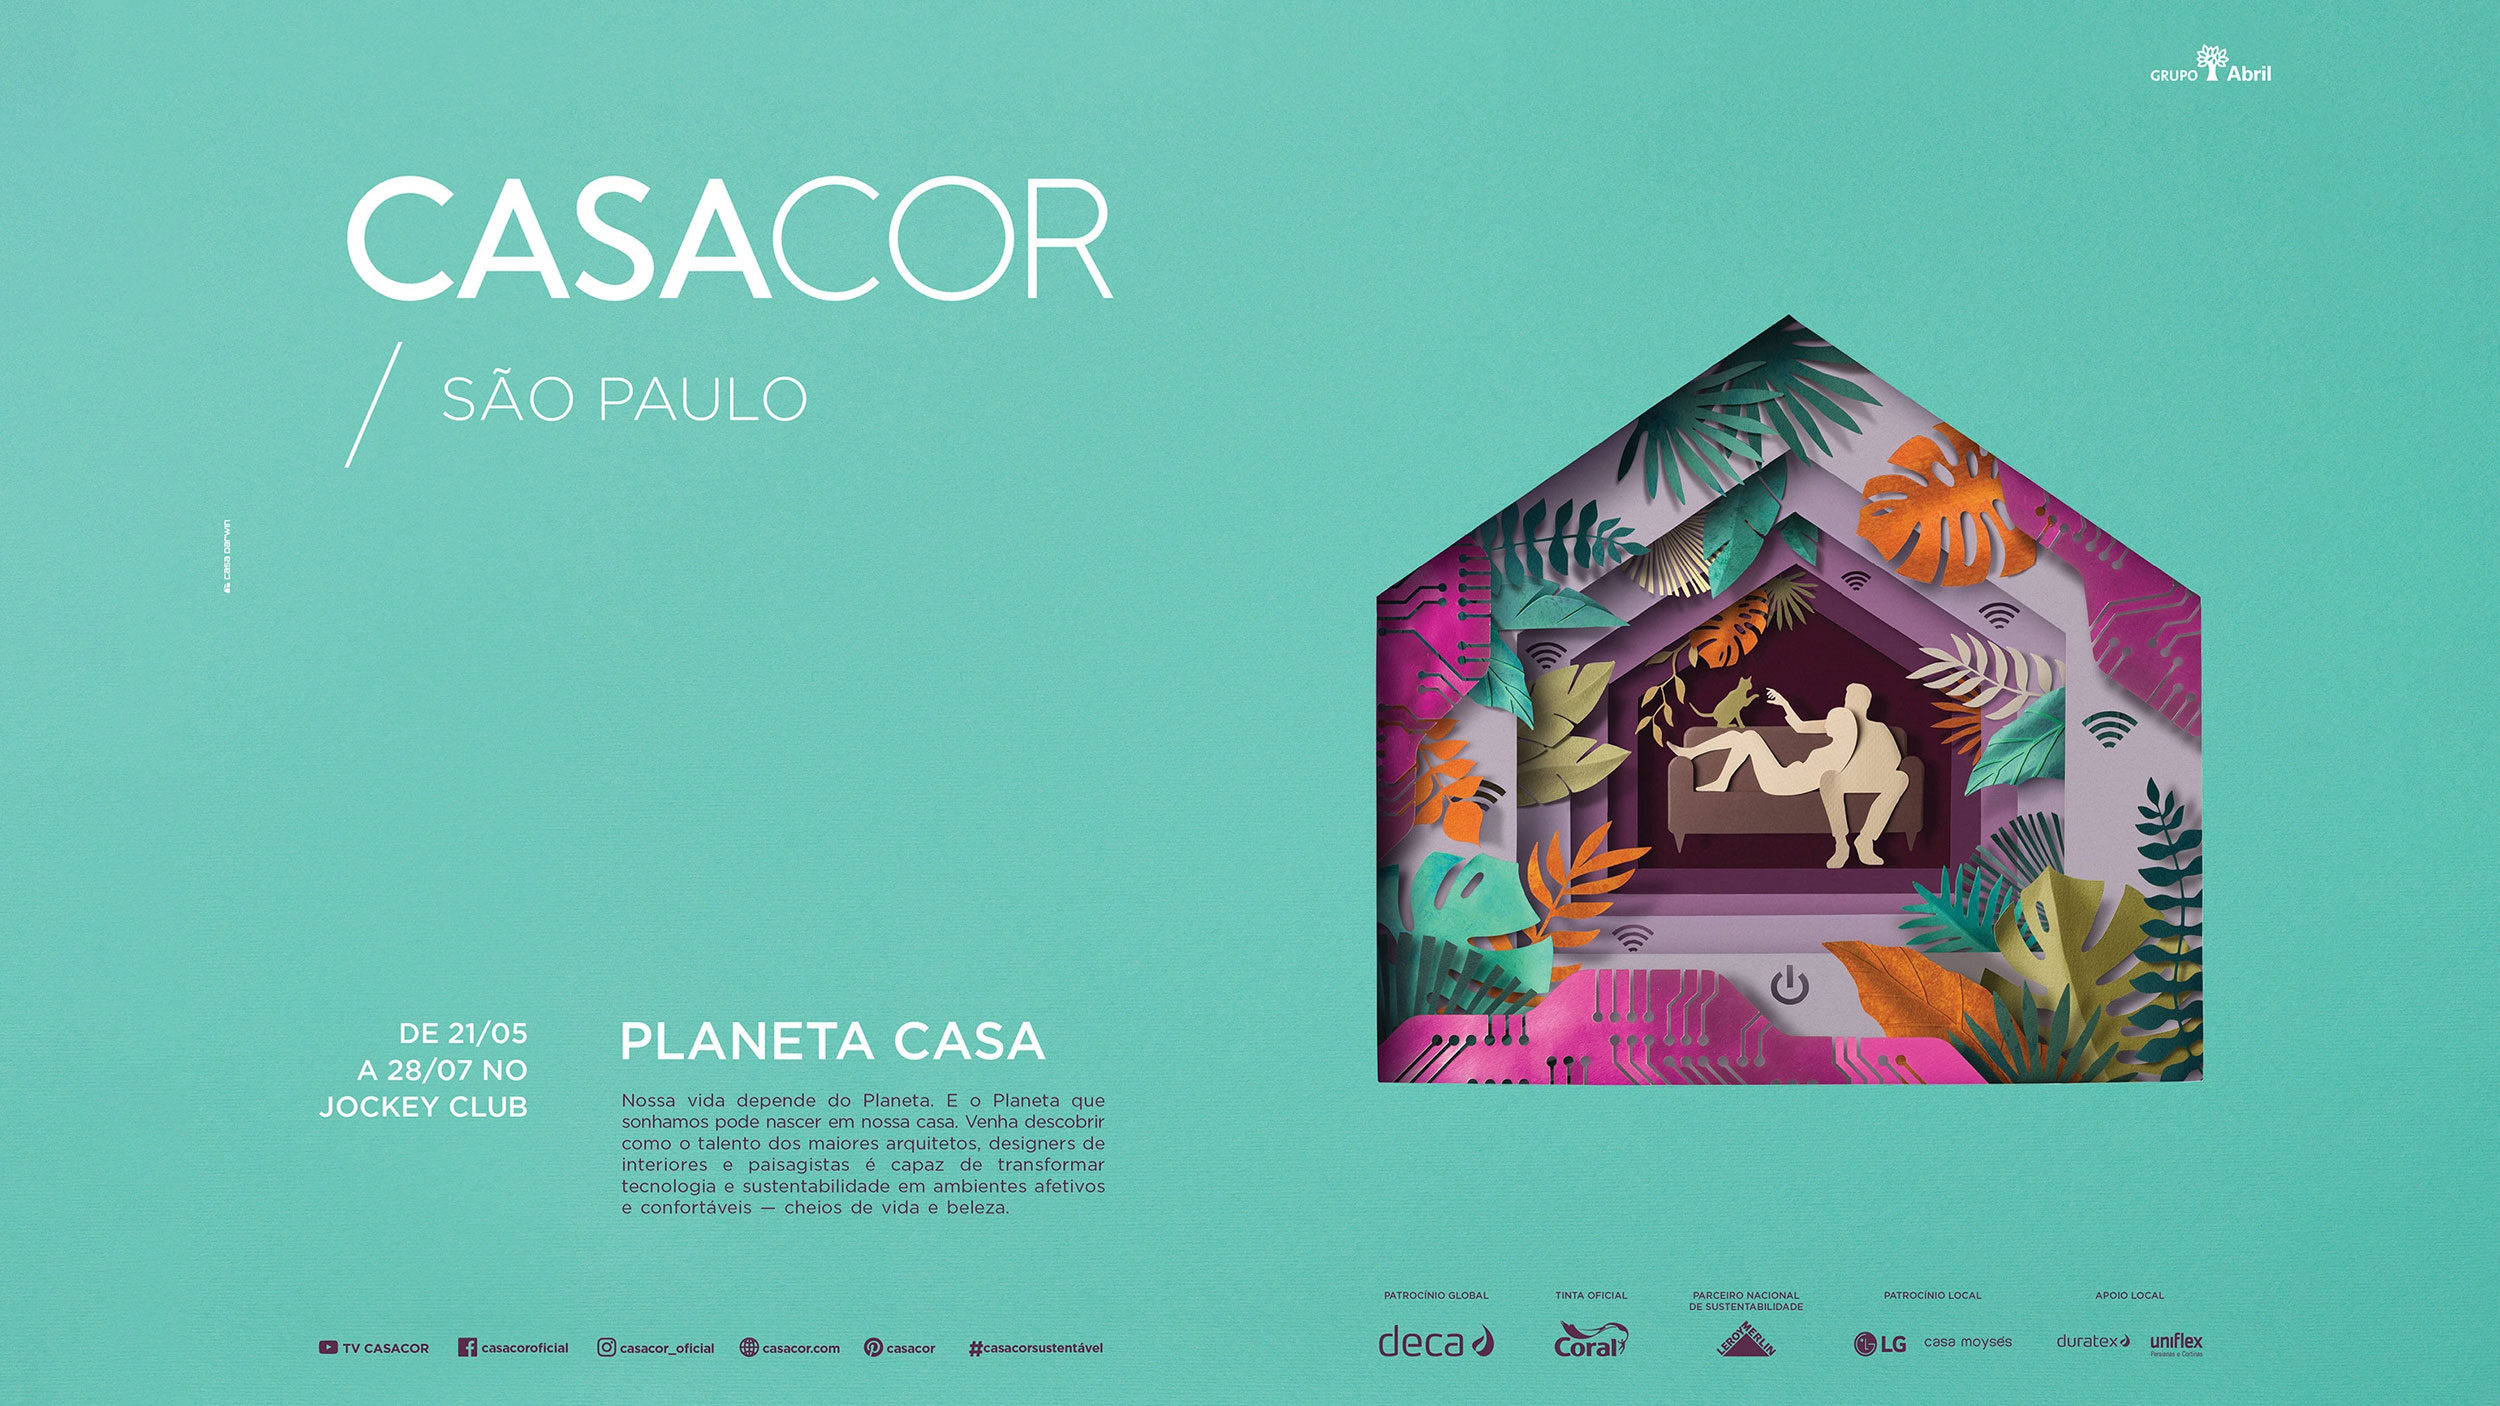 GRUPO Abril
CASACOR
/ SÃO PAULO
casa darwin
DE 21/05
A 28/07 NO
JOCKEY CLUB
PLANETA CASA
Nossa vida depende do Planeta. E o Planeta que
sonhamos pode nascer em nossa casa. Venha descobrir
como o talento dos maiores arquitetos, designers de
interiores e paisagistas é capaz de transformar
tecnologia e sustentabilidade em ambientes afetivos
e confortáveis — cheios de vida e beleza.
TV CASACOR casacoroficial casacor_oficial casacor.com casacor #casacorsustentável
PATROCÍNIO GLOBAL
deca
TINTA OFICIAL
Coral
PARCEIRO NACIONAL
DE SUSTENTABILIDADE
LEROY MERLIN
PATROCÍNIO LOCAL
LG casa moysés
APOIO LOCAL
duratex uniflex
Persianas e Cortinas